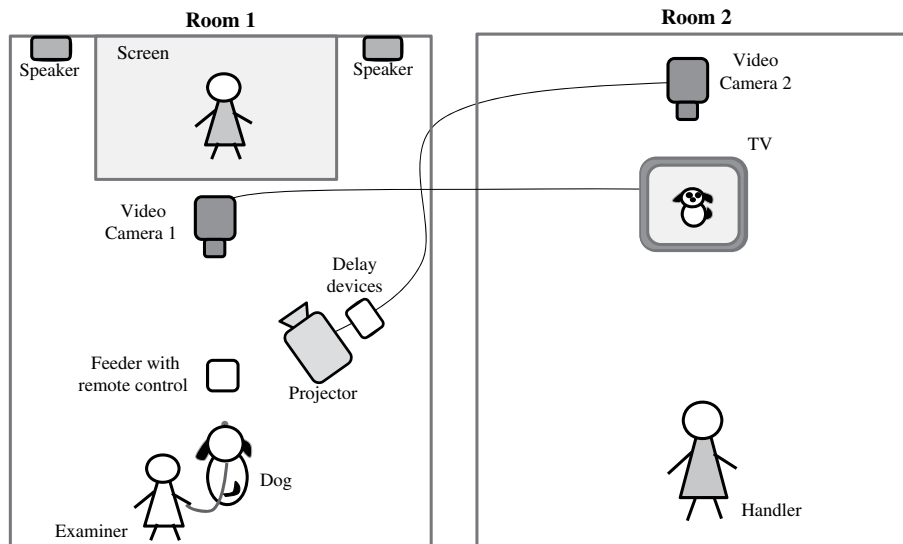 Room 1
Room 2
Speaker
Screen
Speaker
Video
Camera 2
TV
Video
Camera 1
Delay
devices
Feeder with
remote control
Projector
Dog
Examiner
Handler